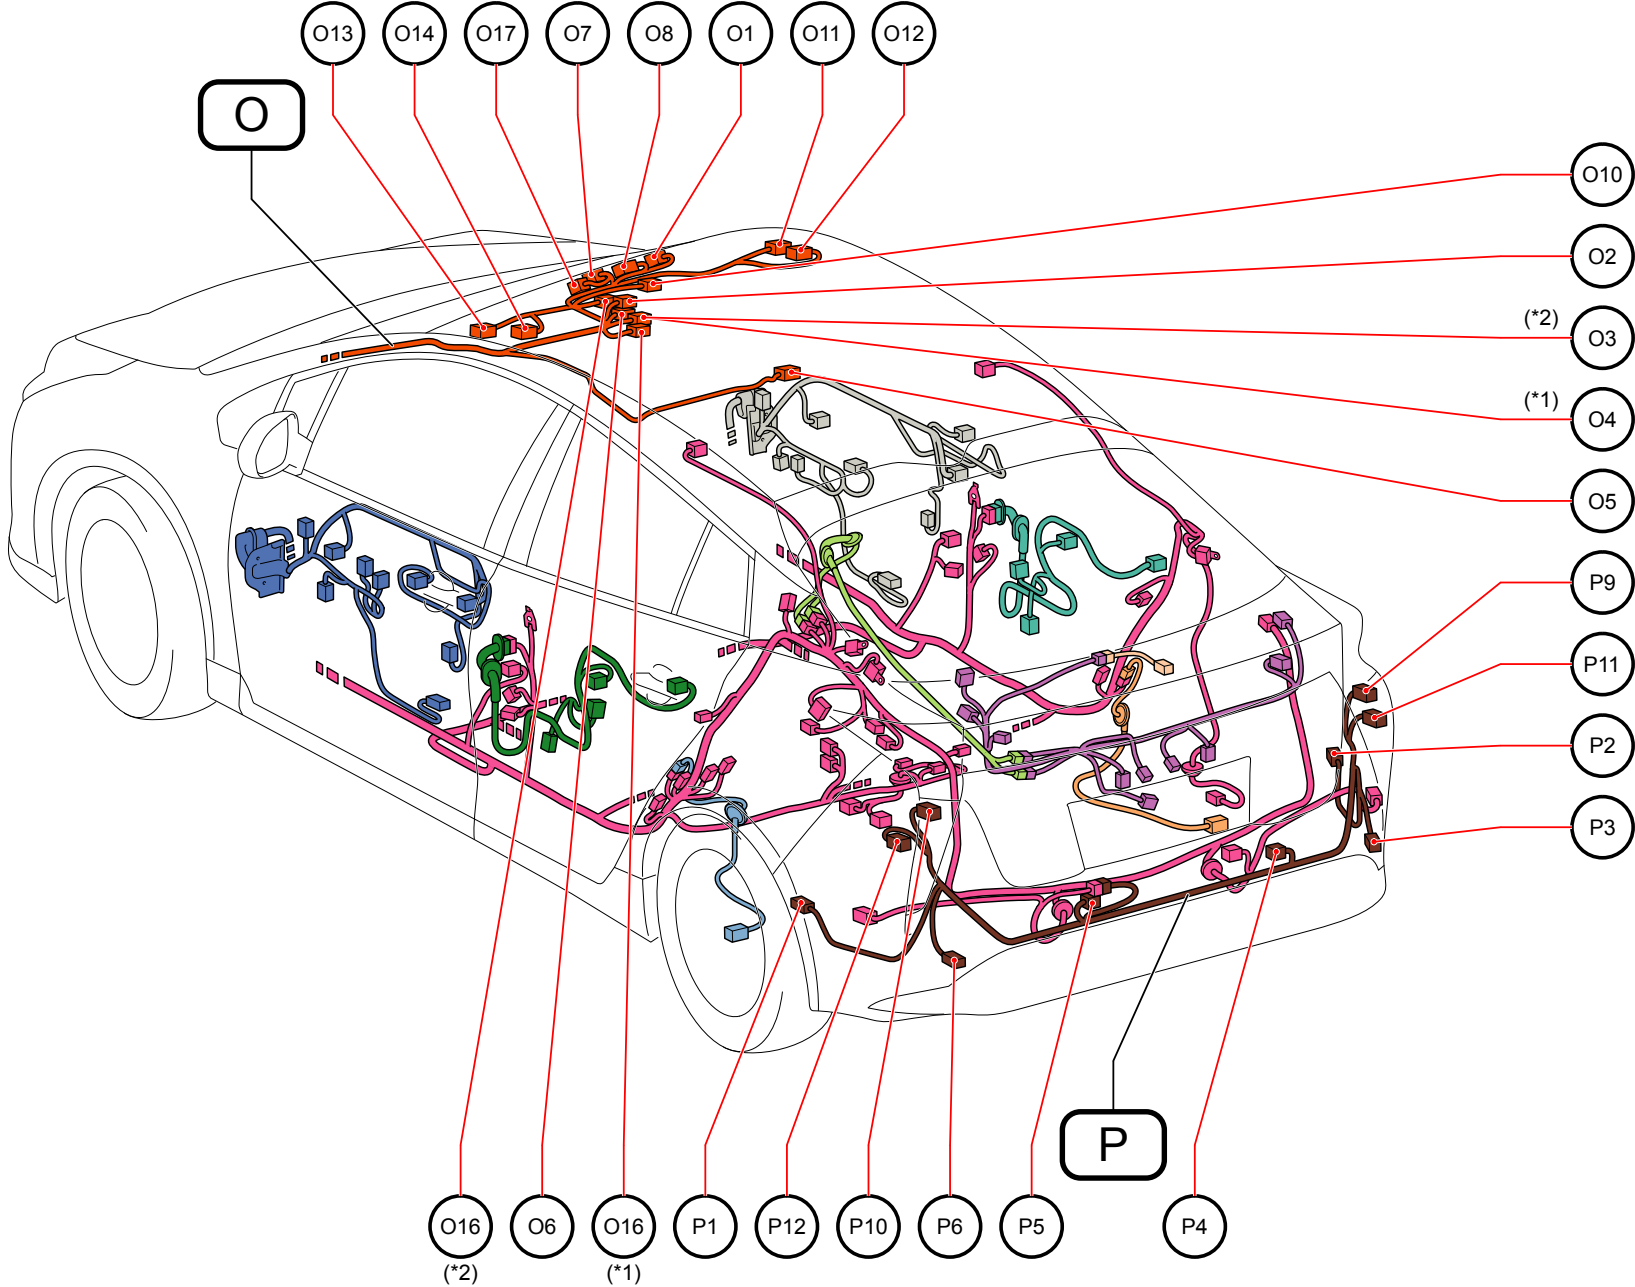 O13 O14 O17 O7 O8 O1 O11 O12
O
O10
O2
(*2) O3
(*1) O4
O5
P9
P11
P2
P3
P
O16 O6 O16 P1 P12 P10 P6 P5 P4
(*2) (*1)